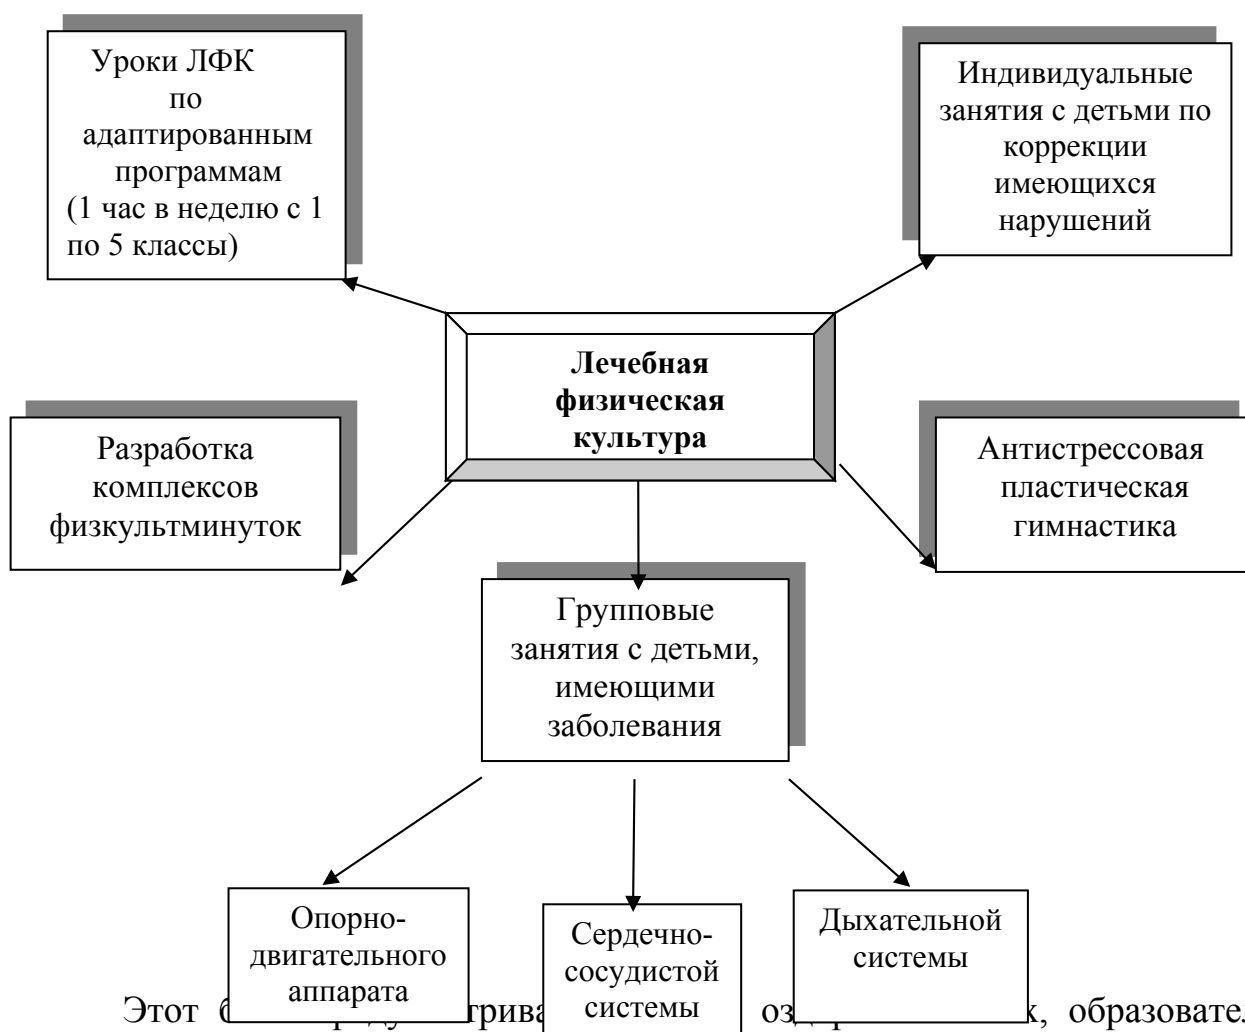 Уроки ЛФК
по
адаптированным
программам
(1 час в неделю с 1
по 5 классы)
Индивидуальные
занятия с детьми по
коррекции
имеющихся
нарушений
Лечебная
физическая
культура
Разработка
комплексов
физкультминуток
Антистрессовая
пластическая
гимнастика
Групповые
занятия с детьми,
имеющими
заболевания
Опорно-
двигательного
аппарата
Сердечно-
сосудистой
системы
Дыхательной
системы
Этот